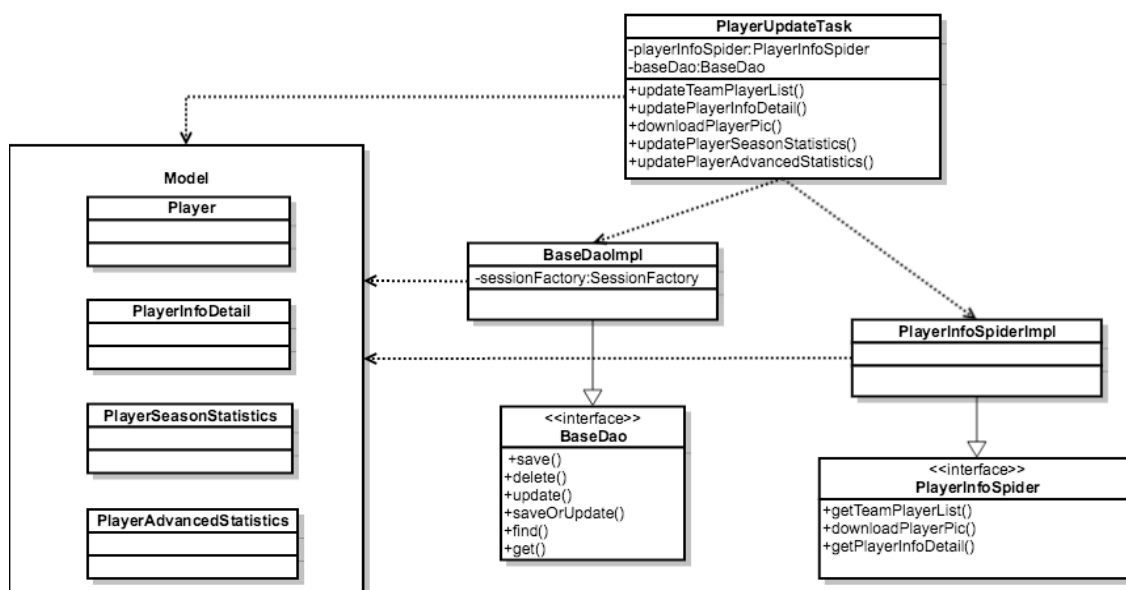 PlayerUpdateTask
-playerInfoSpider:PlayerInfoSpider
-baseDao:BaseDao
+updateTeamPlayerList()
+updatePlayerInfoDetail()
+downloadPlayerPic()
+updatePlayerSeasonStatistics()
+updatePlayerAdvancedStatistics()
Model
Player
PlayerInfoDetail
PlayerSeasonStatistics
PlayerAdvancedStatistics
BaseDaoImpl
-sessionFactory:SessionFactory
<<interface>>
BaseDao
+save()
+delete()
+update()
+saveOrUpdate()
+find()
+get()
PlayerInfoSpiderImpl
<<interface>>
PlayerInfoSpider
+getTeamPlayerList()
+downloadPlayerPic()
+getPlayerInfoDetail()